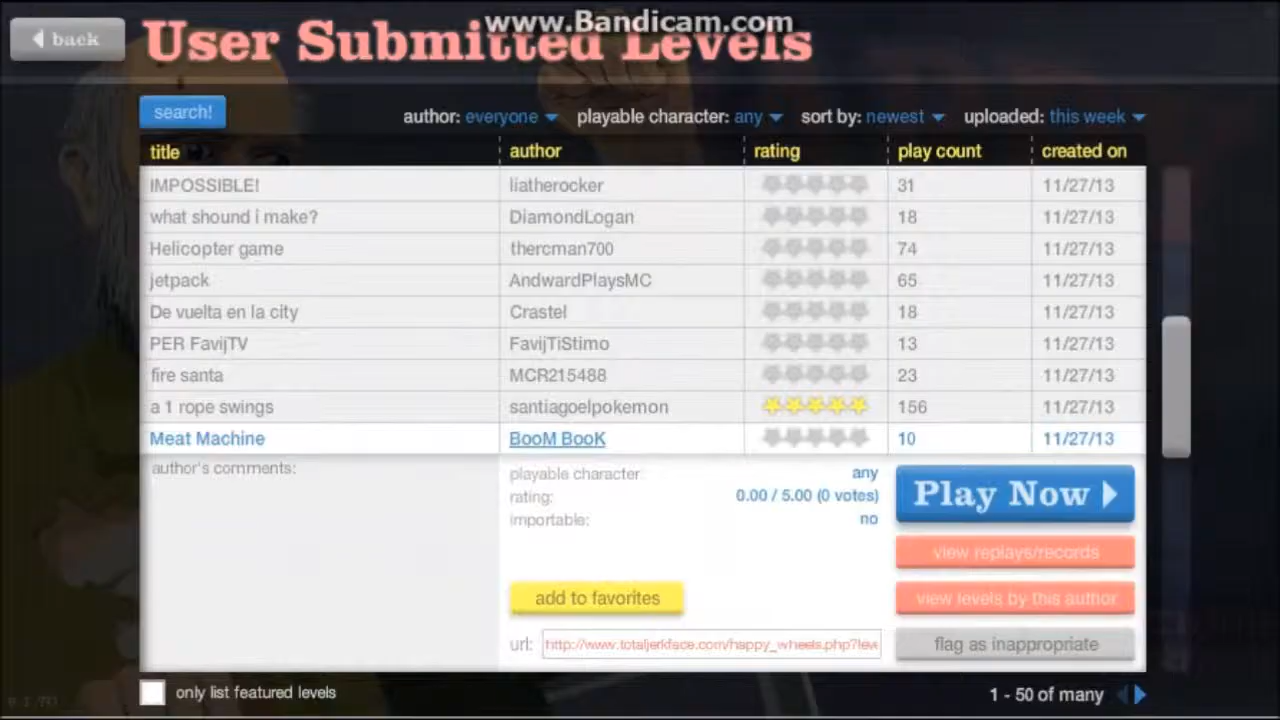 www.Bandicam.com
back
User Submitted Levels
search!
author: everyone playable character: any sort by: newest uploaded: this week
title author rating play count created on
IMPOSSIBLE! liatherocker 31 11/27/13
what shound i make? DiamondLogan 18 11/27/13
Helicopter game thercman700 74 11/27/13
jetpack AndwardPlaysMC 65 11/27/13
De vuelta en la city Crastel 18 11/27/13
PER FavijTV FavijTiStimo 13 11/27/13
fire santa MCR215488 23 11/27/13
a 1 rope swings santiagoelpokemon 156 11/27/13
Meat Machine BooM BooK 10 11/27/13
author's comments:
playable character: any
rating: 0.00 / 5.00 (0 votes)
importable: no
Play Now
view replays/records
add to favorites
view levels by this author
url: http://www.totaljerkface.com/happy_wheels.php?lev
flag as inappropriate
only list featured levels
1 - 50 of many